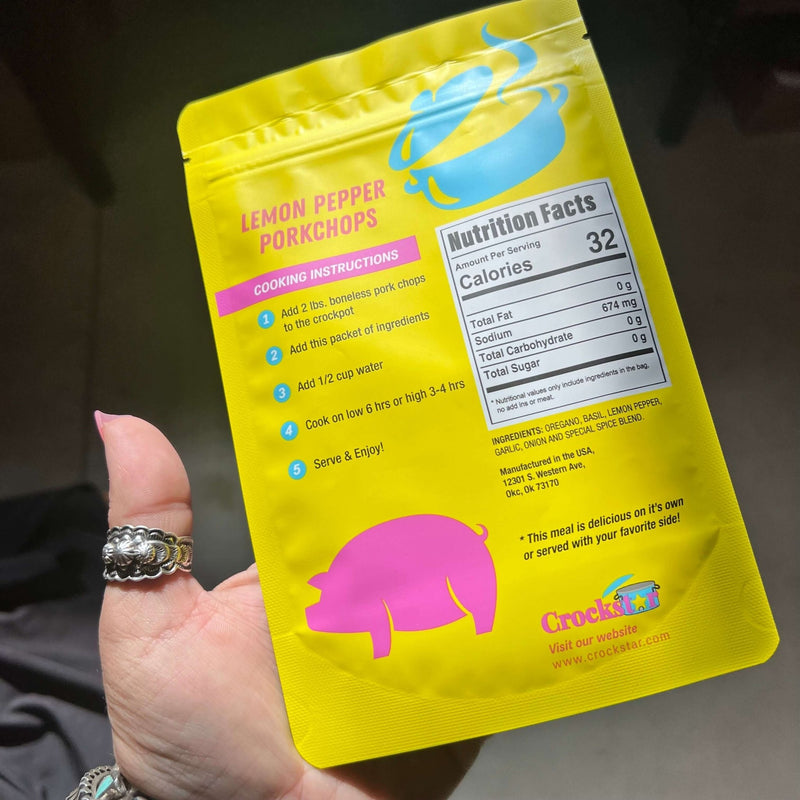 LEMON PEPPER
PORKCHOPS
COOKING INSTRUCTIONS
1 Add 2 lbs. boneless pork chops
to the crockpot
2 Add this packet of ingredients
3 Add 1/2 cup water
4 Cook on low 6 hrs or high 3-4 hrs
5 Serve & Enjoy!
Nutrition Facts
Amount Per Serving
Calories 32
Total Fat 0 g
Sodium 674 mg
Total Carbohydrate 0 g
Total Sugar 0 g
* Nutritional values only include ingredients in the bag,
no add ins or meat.
INGREDIENTS: OREGANO, BASIL, LEMON PEPPER,
GARLIC, ONION AND SPECIAL SPICE BLEND.
Manufactured in the USA,
12301 S. Western Ave,
Okc, Ok 73170
* This meal is delicious on it's own
or served with your favorite side!
Crockstar
Visit our website
www.crockstar.com